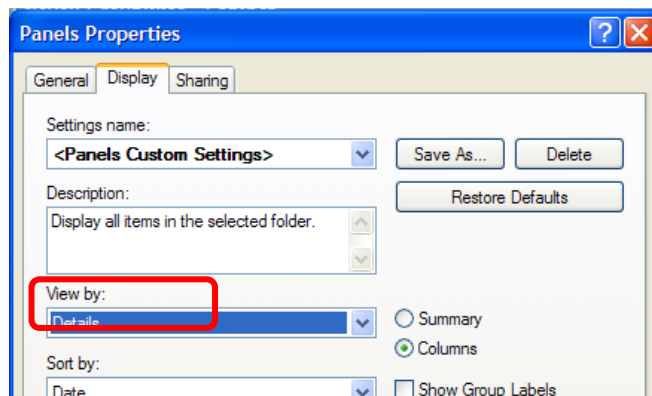 Panels Properties
General Display Sharing
Settings name:
<Panels Custom Settings> Save As... Delete
Description: Restore Defaults
Display all items in the selected folder.
View by:
Details Summary
Columns
Sort by:
Date Show Group Labels